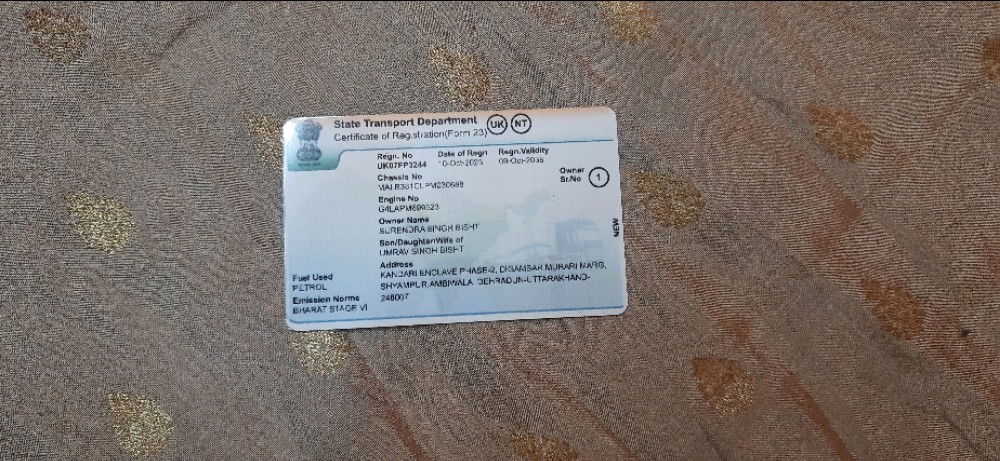 State Transport Department UK NT
Certificate of Registration(Form 23)
Regn. No Date of Regn Regn.Validity
UK07FP3244 10-Oct-2023
Chassis No Owner Sr.No 1
Engine No
Owner Name
SURENDRA SINGH BISHT
Son/Daughter/Wife of
UMRAV SINGH BISHT
Address
KANDARI ENCLAVE PHASE-2, DIGAMBAR MURARI MARG,
SHYAMPUR,AMBIWALA, DEHRADUN-UTTARAKHAND-
248007
Fuel Used
PETROL
Emission Norms
BHARAT STAGE VI
NEW